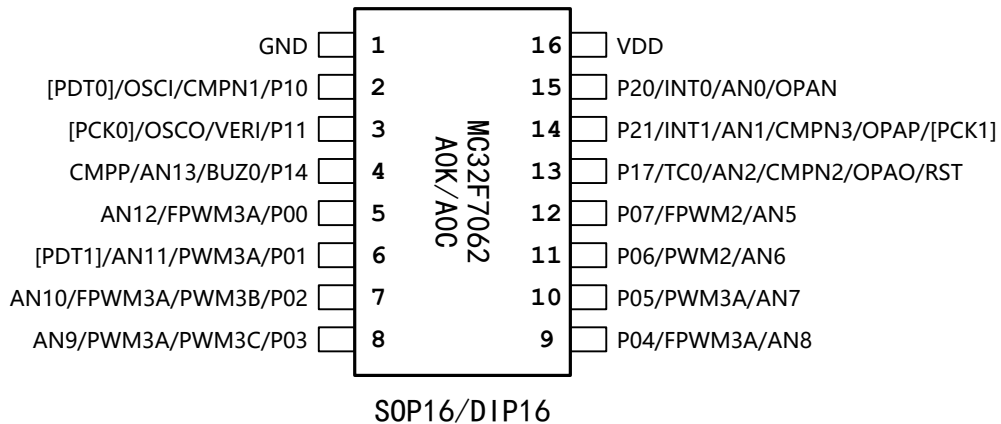 GND 1 16 VDD
[PDT0]/OSCI/CMPN1/P10 2 15 P20/INT0/AN0/OPAN
[PCK0]/OSCO/VERI/P11 3 14 P21/INT1/AN1/CMPN3/OPAP/[PCK1]
CMPP/AN13/BUZ0/P14 4 13 P17/TC0/AN2/CMPN2/OPAO/RST
AN12/FPWM3A/P00 5 12 P07/FPWM2/AN5
[PDT1]/AN11/PWM3A/P01 6 11 P06/PWM2/AN6
AN10/FPWM3A/PWM3B/P02 7 10 P05/PWM3A/AN7
AN9/PWM3A/PWM3C/P03 8 9 P04/FPWM3A/AN8
MC32F7062
A0K/A0C
SOP16/DIP16